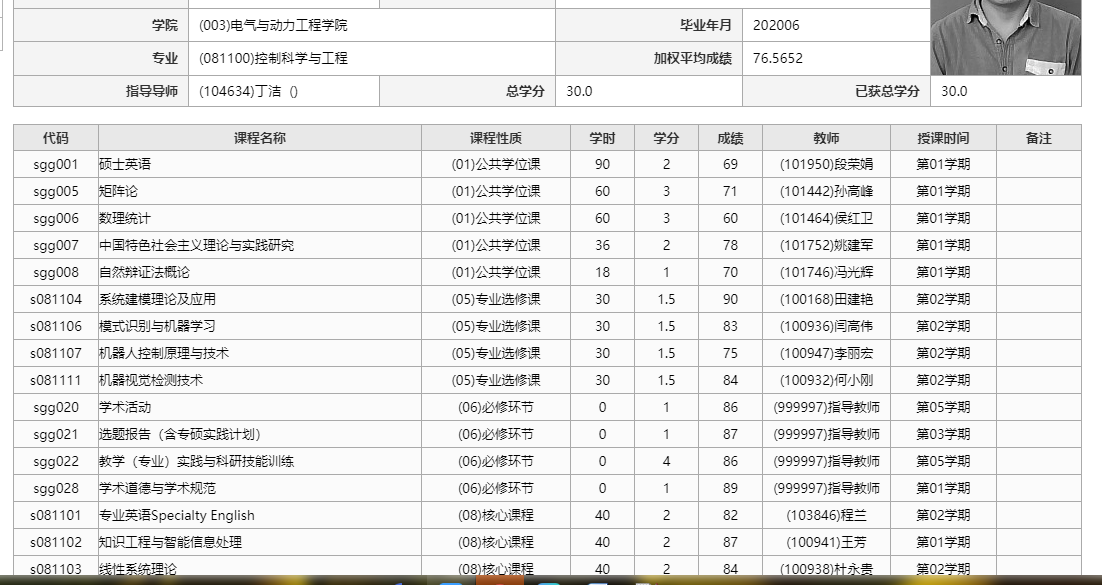 学院 (003)电气与动力工程学院 毕业年月 202006
专业 (081100)控制科学与工程 加权平均成绩 76.5652
指导导师 (104634)丁洁 () 总学分 30.0 已获总学分 30.0
代码 课程名称 课程性质 学时 学分 成绩 教师 授课时间 备注
sgg001 硕士英语 (01)公共学位课 90 2 69 (101950)段荣娟 第01学期
sgg005 矩阵论 (01)公共学位课 60 3 71 (101442)孙高峰 第01学期
sgg006 数理统计 (01)公共学位课 60 3 60 (101464)侯红卫 第01学期
sgg007 中国特色社会主义理论与实践研究 (01)公共学位课 36 2 78 (101752)姚建军 第01学期
sgg008 自然辩证法概论 (01)公共学位课 18 1 70 (101746)冯光辉 第01学期
s081104 系统建模理论及应用 (05)专业选修课 30 1.5 90 (100168)田建艳 第02学期
s081106 模式识别与机器学习 (05)专业选修课 30 1.5 83 (100936)闫高伟 第02学期
s081107 机器人控制原理与技术 (05)专业选修课 30 1.5 75 (100947)李丽宏 第02学期
s081111 机器视觉检测技术 (05)专业选修课 30 1.5 84 (100932)何小刚 第02学期
sgg020 学术活动 (06)必修环节 0 1 86 (999997)指导教师 第05学期
sgg021 选题报告（含专硕实践计划） (06)必修环节 0 1 87 (999997)指导教师 第03学期
sgg022 教学（专业）实践与科研技能训练 (06)必修环节 0 4 86 (999997)指导教师 第05学期
sgg028 学术道德与学术规范 (06)必修环节 0 1 89 (999997)指导教师 第01学期
s081101 专业英语Specialty English (08)核心课程 40 2 82 (103846)程兰 第02学期
s081102 知识工程与智能信息处理 (08)核心课程 40 2 87 (100941)王芳 第01学期
s081103 线性系统理论 (08)核心课程 40 2 84 (100938)杜永贵 第02学期